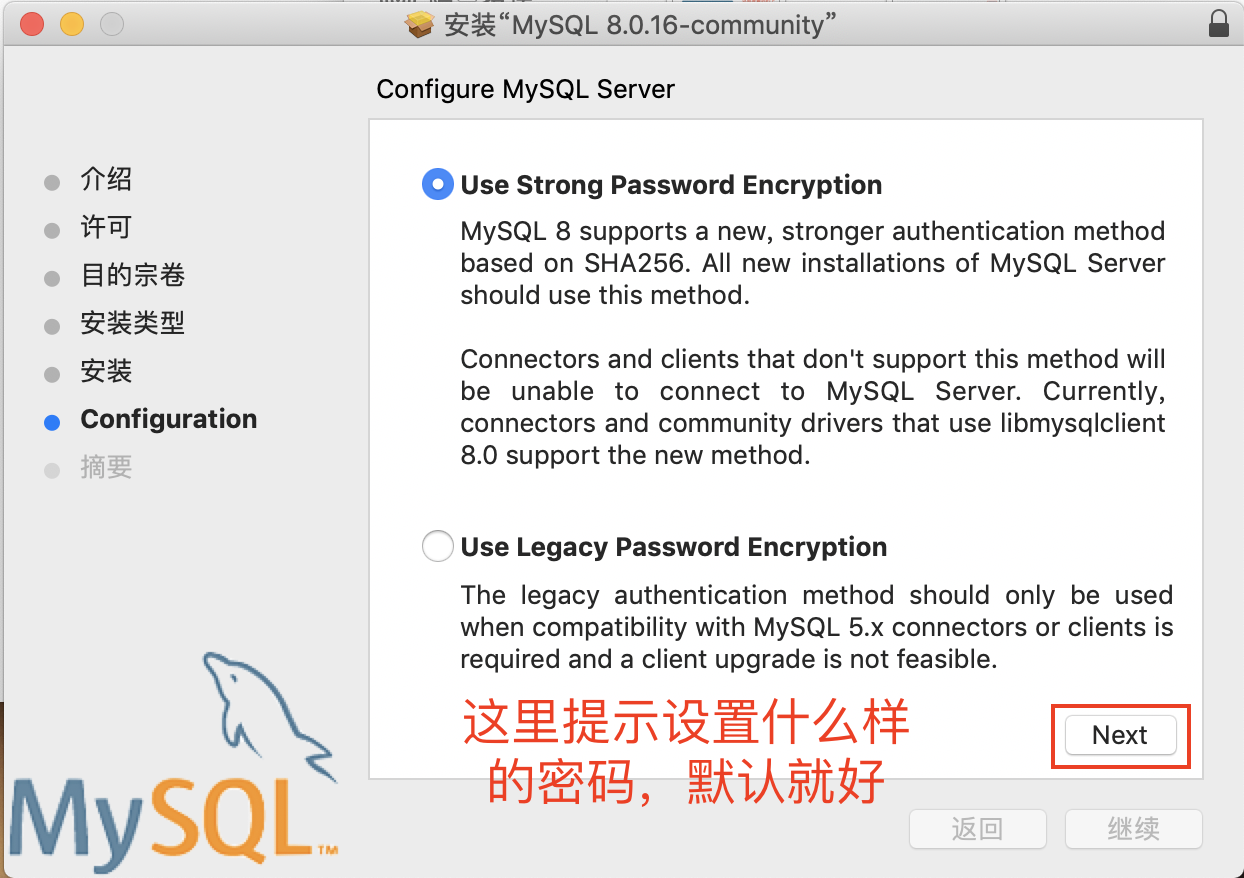 安装“MySQL 8.0.16-community”
Configure MySQL Server
介绍
许可
目的宗卷
安装类型
安装
Configuration
摘要
Use Strong Password Encryption
MySQL 8 supports a new, stronger authentication method
based on SHA256. All new installations of MySQL Server
should use this method.
Connectors and clients that don't support this method will
be unable to connect to MySQL Server. Currently,
connectors and community drivers that use libmysqlclient
8.0 support the new method.
Use Legacy Password Encryption
The legacy authentication method should only be used
when compatibility with MySQL 5.x connectors or clients is
required and a client upgrade is not feasible.
这里提示设置什么样
的密码，默认就好
Next
MySQL™
返回
继续